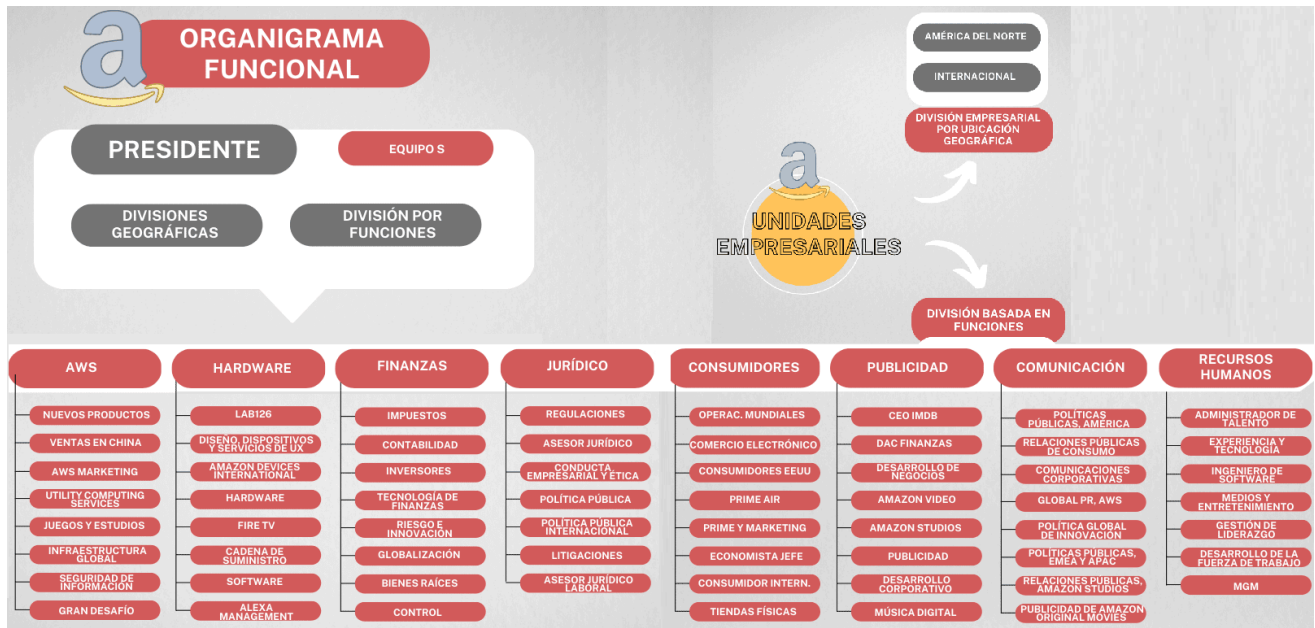 a
ORGANIGRAMA
FUNCIONAL
PRESIDENTE
EQUIPO S
DIVISIONES
GEOGRÁFICAS
DIVISIÓN POR
FUNCIONES
AMÉRICA DEL NORTE
INTERNACIONAL
DIVISIÓN EMPRESARIAL
POR UBICACIÓN
GEOGRÁFICA
a
UNIDADES
EMPRESARIALES
DIVISIÓN BASADA EN
FUNCIONES
AWS
NUEVOS PRODUCTOS
VENTAS EN CHINA
AWS MARKETING
UTILITY COMPUTING
SERVICES
JUEGOS Y ESTUDIOS
INFRAESTRUCTURA
GLOBAL
SEGURIDAD DE
INFORMACIÓN
GRAN DESAFÍO
HARDWARE
LAB126
DISEÑO, DISPOSITIVOS
Y SERVICIOS DE UX
AMAZON DEVICES
INTERNATIONAL
HARDWARE
FIRE TV
CADENA DE
SUMINISTRO
SOFTWARE
ALEXA
MANAGEMENT
FINANZAS
IMPUESTOS
CONTABILIDAD
INVERSORES
TECNOLOGÍA DE
FINANZAS
RIESGO E
INNOVACIÓN
GLOBALIZACIÓN
BIENES RAÍCES
CONTROL
JURÍDICO
REGULACIONES
ASESOR JURÍDICO
CONDUCTA
EMPRESARIAL Y ÉTICA
POLÍTICA PÚBLICA
POLÍTICA PÚBLICA
INTERNACIONAL
LITIGACIONES
ASESOR JURÍDICO
LABORAL
CONSUMIDORES
OPERAC. MUNDIALES
COMERCIO ELECTRÓNICO
CONSUMIDORES EEUU
PRIME AIR
PRIME Y MARKETING
ECONOMISTA JEFE
CONSUMIDOR INTERN.
TIENDAS FÍSICAS
PUBLICIDAD
CEO IMDB
DAC FINANZAS
DESARROLLO DE
NEGOCIOS
AMAZON VIDEO
AMAZON STUDIOS
PUBLICIDAD
DESARROLLO
CORPORATIVO
MÚSICA DIGITAL
COMUNICACIÓN
POLÍTICAS
PÚBLICAS, AMÉRICA
RELACIONES PÚBLICAS
DE CONSUMO
COMUNICACIONES
CORPORATIVAS
GLOBAL PR, AWS
POLÍTICA GLOBAL
DE INNOVACIÓN
POLÍTICAS PÚBLICAS,
EMEA Y APAC
RELACIONES PÚBLICAS,
AMAZON STUDIOS
PUBLICIDAD DE AMAZON
ORIGINAL MOVIES
RECURSOS
HUMANOS
ADMINISTRADOR DE
TALENTO
EXPERIENCIA Y
TECNOLOGÍA
INGENIERO DE
SOFTWARE
MEDIOS Y
ENTRETENIMIENTO
GESTIÓN DE
LIDERAZGO
DESARROLLO DE LA
FUERZA DE TRABAJO
MGM